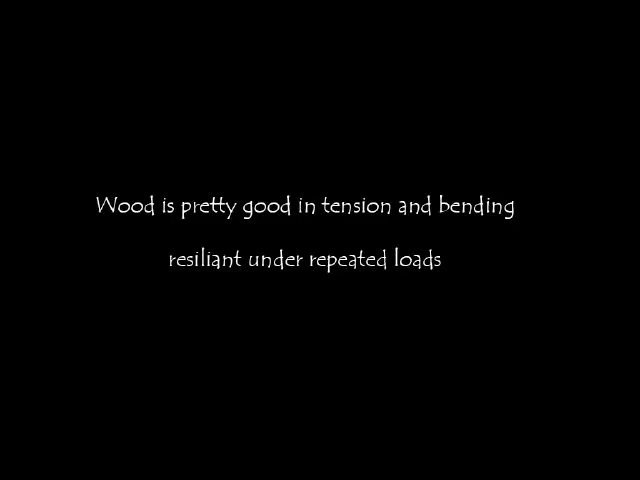 Wood is pretty good in tension and bending
resiliant under repeated loads